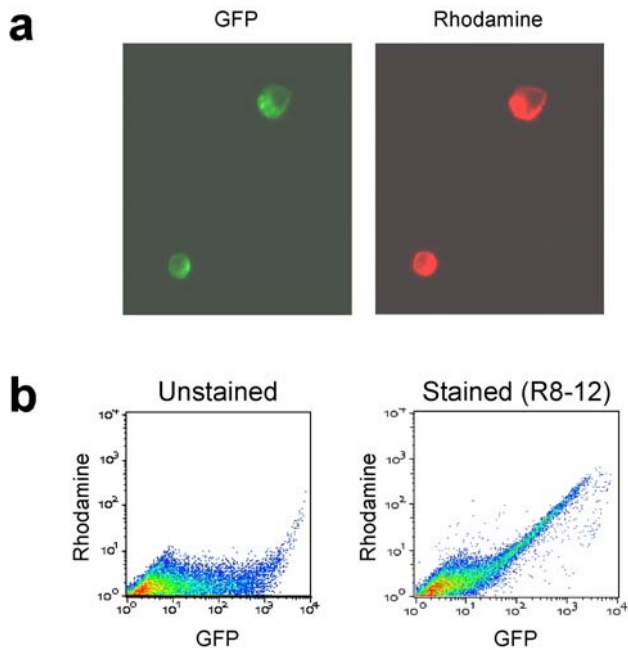 a
GFP Rhodamine
b
Unstained Stained (R8-12)
Rhodamine
10⁴
10³
10²
10¹
10⁰
10⁰ 10¹ 10² 10³ 10⁴
GFP
Rhodamine
10⁴
10³
10²
10¹
10⁰
10⁰ 10¹ 10² 10³ 10⁴
GFP